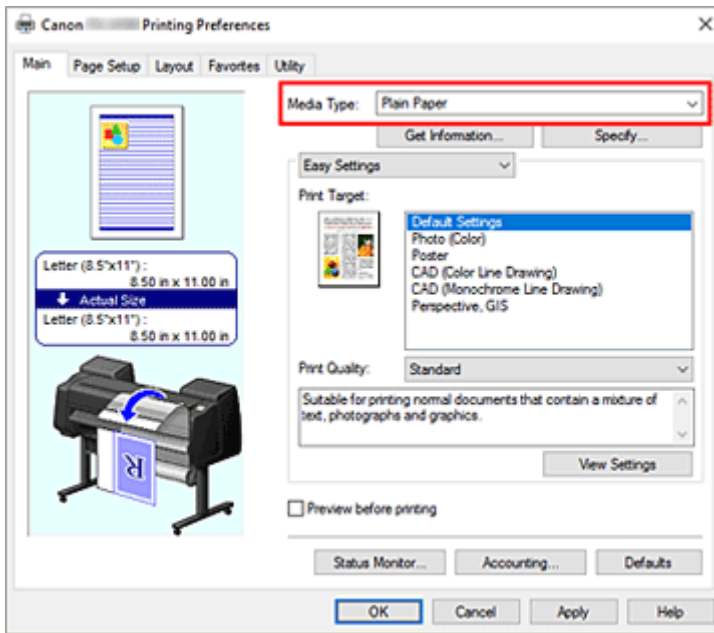 Canon Printing Preferences
Main Page Setup Layout Favorites Utility
Media Type: Plain Paper
Get Information... Specify...
Easy Settings
Print Target:
Default Settings
Photo (Color)
Poster
CAD (Color Line Drawing)
CAD (Monochrome Line Drawing)
Perspective, GIS
Letter (8.5"x11") :
8.50 in x 11.00 in
Actual Size
Letter (8.5"x11") :
8.50 in x 11.00 in
R
Print Quality: Standard
Suitable for printing normal documents that contain a mixture of
text, photographs and graphics.
View Settings
Preview before printing
Status Monitor... Accounting... Defaults
OK Cancel Apply Help